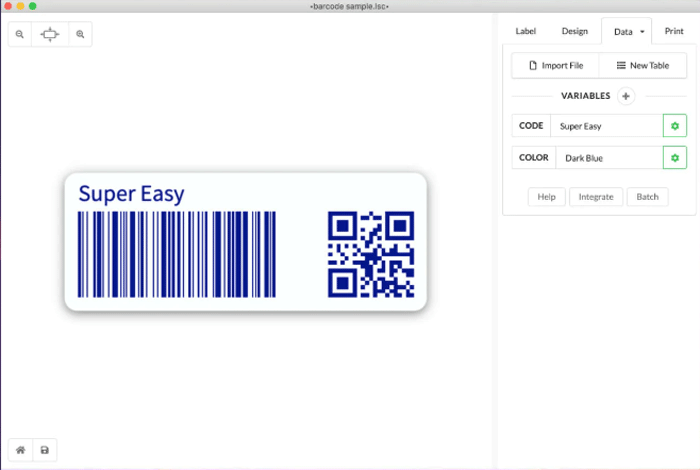 •barcode sample.lsc•
Label Design Data Print
Import File New Table
VARIABLES
CODE Super Easy
COLOR Dark Blue
Help Integrate Batch
Super Easy